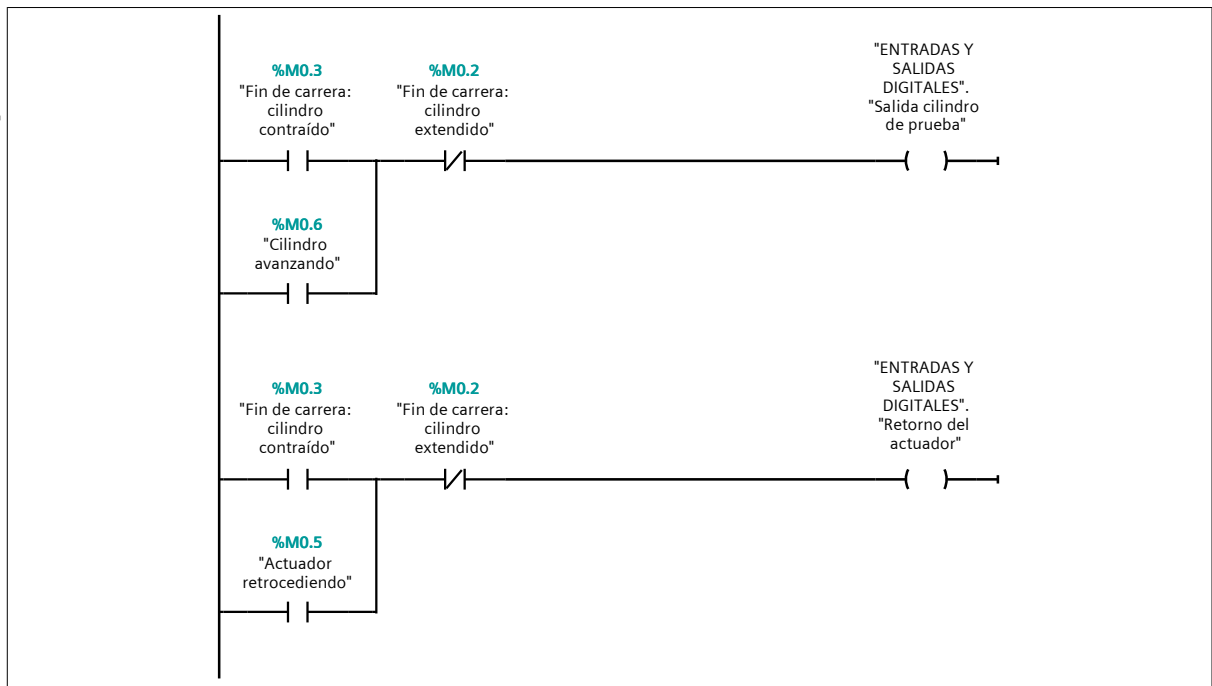 "ENTRADAS Y
SALIDAS
DIGITALES".
"Salida cilindro
de prueba"
%M0.3
"Fin de carrera:
cilindro
contraído"
%M0.2
"Fin de carrera:
cilindro
extendido"
%M0.6
"Cilindro
avanzando"
"ENTRADAS Y
SALIDAS
DIGITALES".
"Retorno del
actuador"
%M0.3
"Fin de carrera:
cilindro
contraído"
%M0.2
"Fin de carrera:
cilindro
extendido"
%M0.5
"Actuador
retrocediendo"